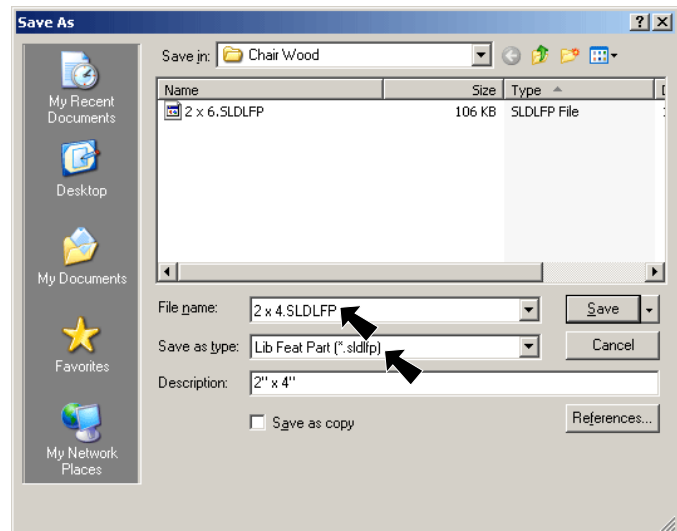 Save As
Save in: Chair Wood
My Recent
Documents
Desktop
My Documents
Favorites
My Network
Places
Name Size Type
2 x 6.SLDLFP 106 KB SLDLFP File
File name: 2 x 4.SLDLFP Save
Save as type: Lib Feat Part (*.sldlfp) Cancel
Description: 2" x 4"
Save as copy References...